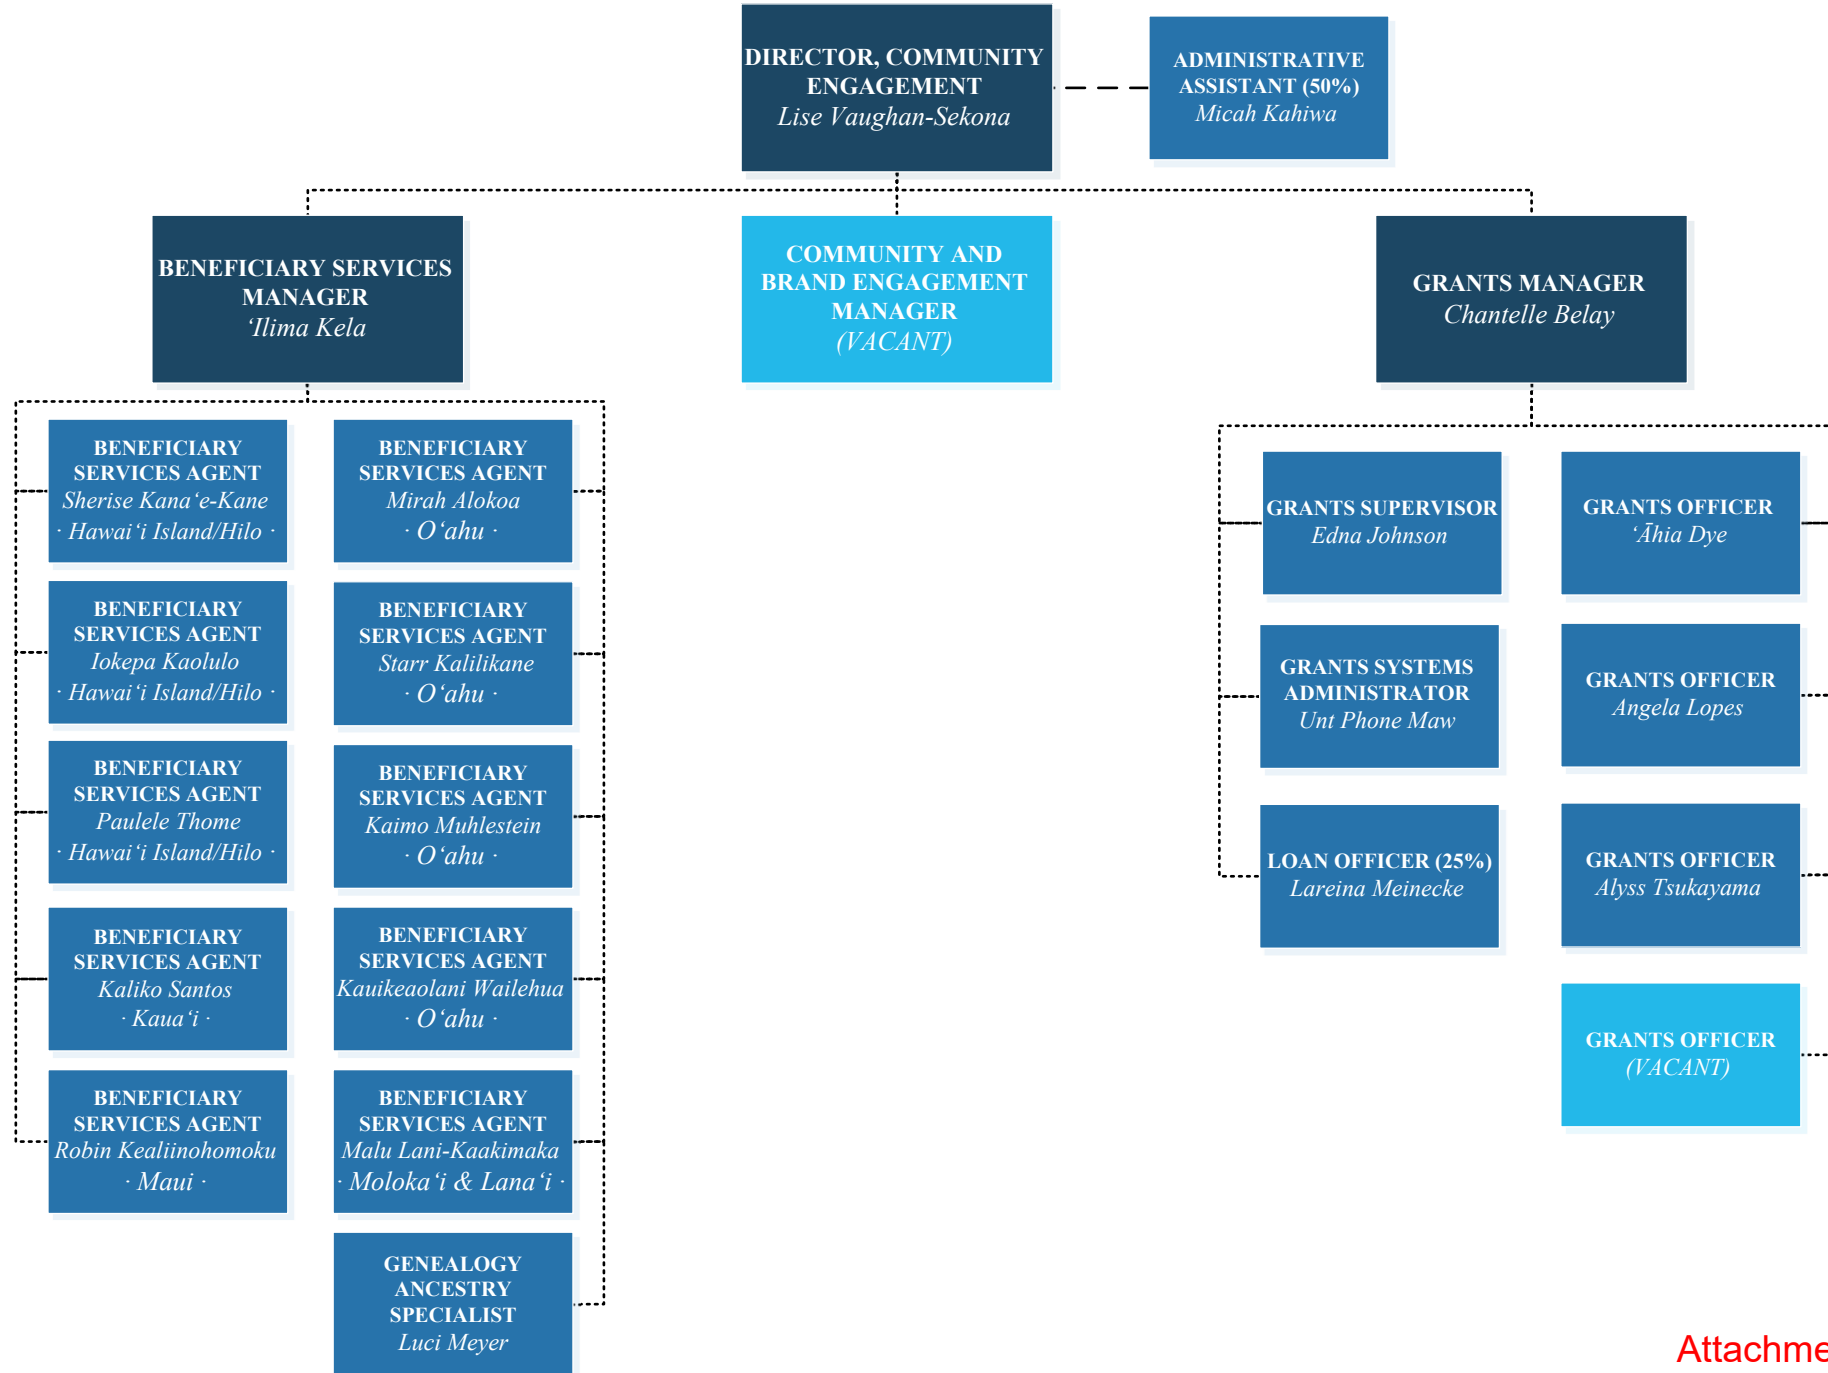 DIRECTOR, COMMUNITY
ENGAGEMENT
Lise Vaughan-Sekona
ADMINISTRATIVE
ASSISTANT (50%)
Micah Kahiwa
BENEFICIARY SERVICES
MANAGER
ʻIlima Kela
COMMUNITY AND
BRAND ENGAGEMENT
MANAGER
(VACANT)
GRANTS MANAGER
Chantelle Belay
BENEFICIARY
SERVICES AGENT
Sherise Kanaʻe-Kane
· Hawaiʻi Island/Hilo ·
BENEFICIARY
SERVICES AGENT
Mirah Alokoa
· Oʻahu ·
BENEFICIARY
SERVICES AGENT
Iokepa Kaolulo
· Hawaiʻi Island/Hilo ·
BENEFICIARY
SERVICES AGENT
Starr Kalilikane
· Oʻahu ·
BENEFICIARY
SERVICES AGENT
Paulele Thome
· Hawaiʻi Island/Hilo ·
BENEFICIARY
SERVICES AGENT
Kaimo Muhlestein
· Oʻahu ·
BENEFICIARY
SERVICES AGENT
Kaliko Santos
· Kauaʻi ·
BENEFICIARY
SERVICES AGENT
Kauikeaolani Wailehua
· Oʻahu ·
BENEFICIARY
SERVICES AGENT
Robin Kealiinohomoku
· Maui ·
BENEFICIARY
SERVICES AGENT
Malu Lani-Kaakimaka
· Molokaʻi & Lanaʻi ·
GENEALOGY
ANCESTRY
SPECIALIST
Luci Meyer
GRANTS SUPERVISOR
Edna Johnson
GRANTS OFFICER
ʻĀhia Dye
GRANTS SYSTEMS
ADMINISTRATOR
Unt Phone Maw
GRANTS OFFICER
Angela Lopes
LOAN OFFICER (25%)
Lareina Meinecke
GRANTS OFFICER
Alyss Tsukayama
GRANTS OFFICER
(VACANT)
Attachme